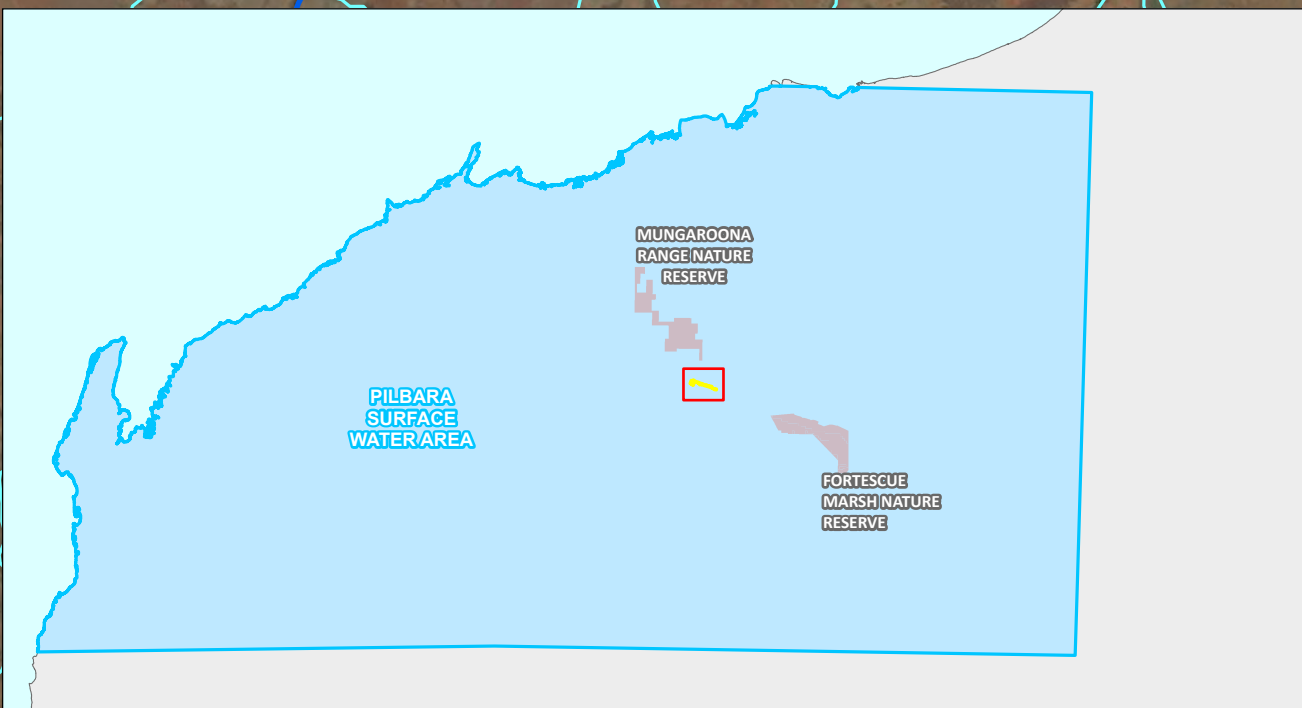 MUNGAROONA
RANGE NATURE
RESERVE
PILBARA
SURFACE
WATER AREA
FORTESCUE
MARSH NATURE
RESERVE